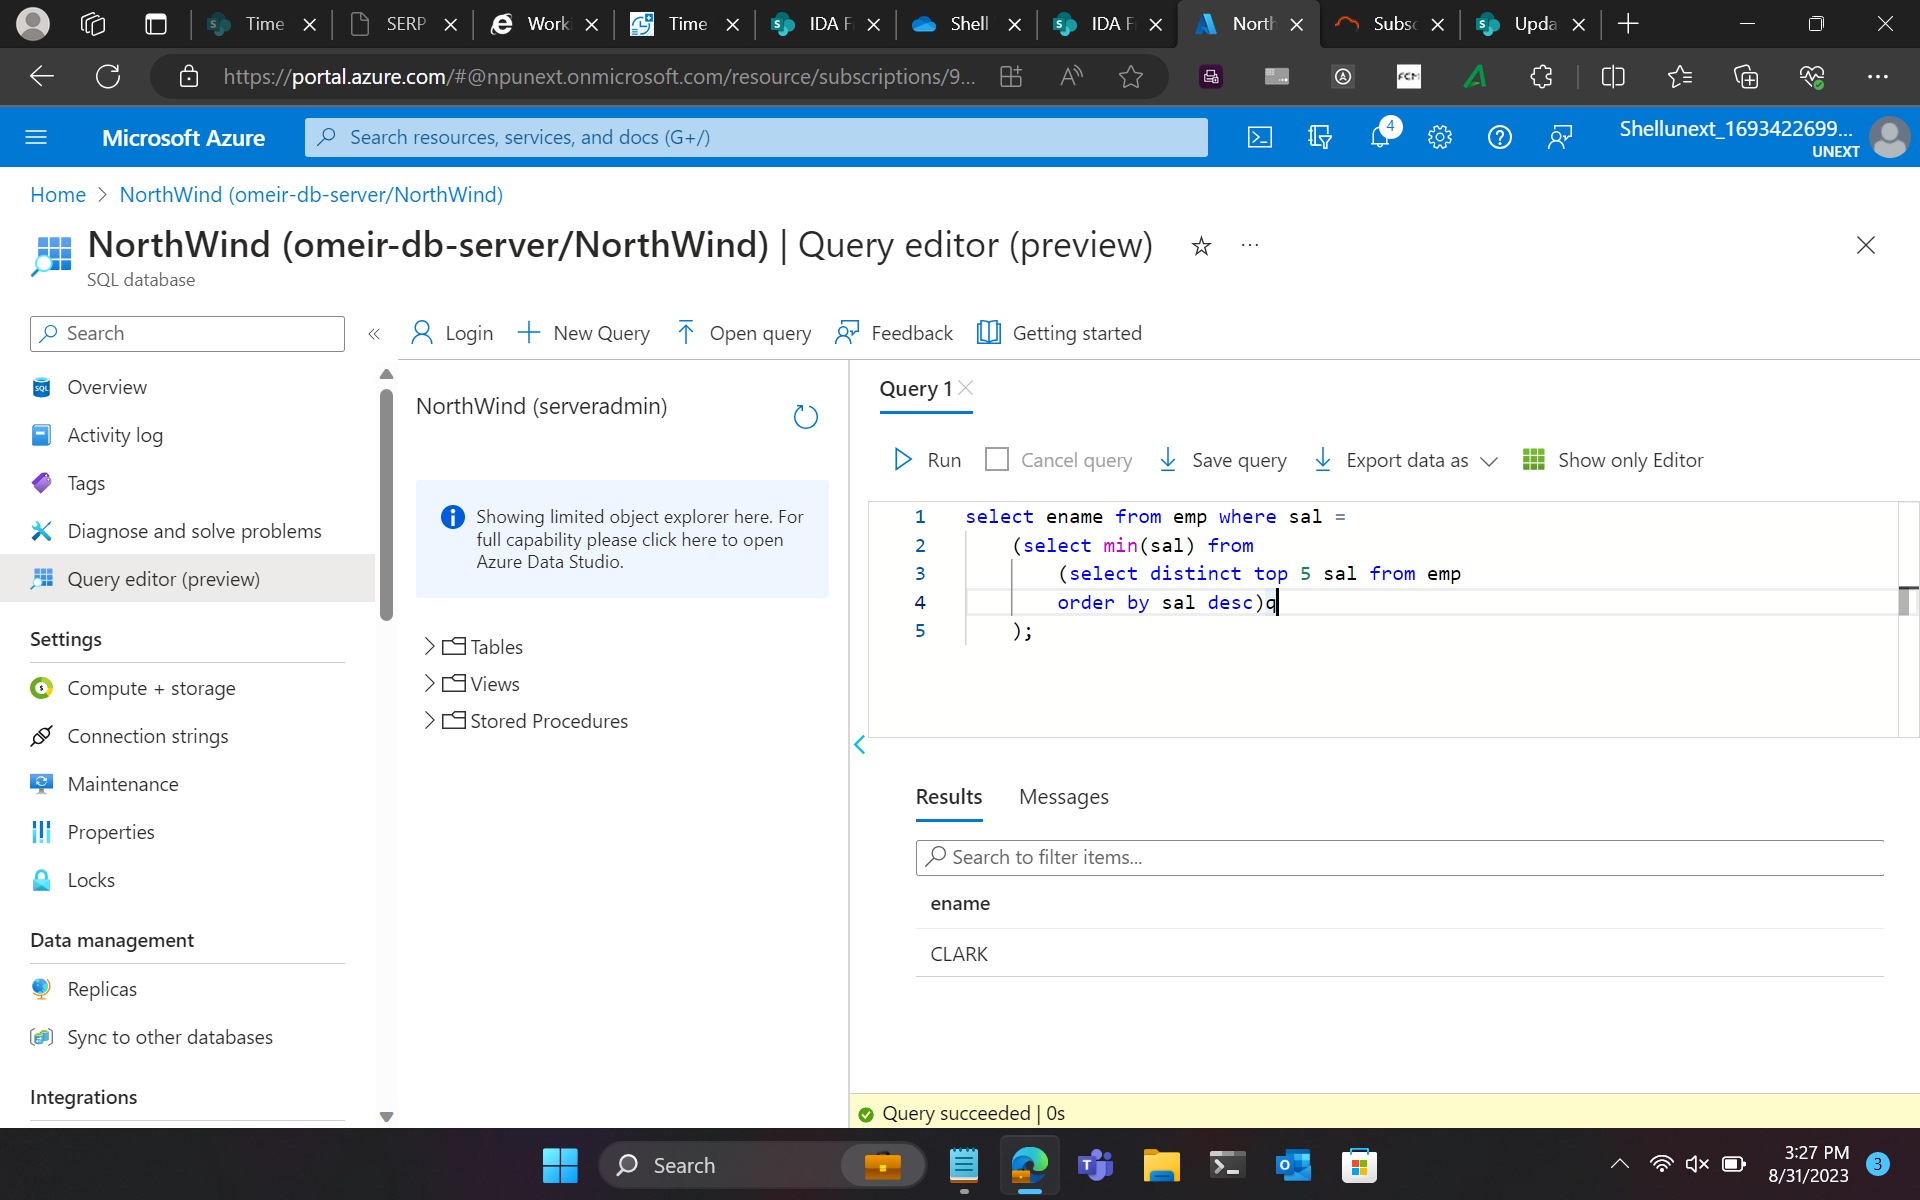 Time
SERP
Worki
Time
IDA F
Shell
IDA F
North
Subsc
Upda
https://portal.azure.com/#@npunext.onmicrosoft.com/resource/subscriptions/9...
Microsoft Azure
Search resources, services, and docs (G+/)
4
Shellunext_1693422699...
UNEXT
Home > NorthWind (omeir-db-server/NorthWind)
NorthWind (omeir-db-server/NorthWind) | Query editor (preview)
SQL database
Search
Login
New Query
Open query
Feedback
Getting started
Overview
Activity log
Tags
Diagnose and solve problems
Query editor (preview)
Settings
Compute + storage
Connection strings
Maintenance
Properties
Locks
Data management
Replicas
Sync to other databases
Integrations
NorthWind (serveradmin)
Showing limited object explorer here. For
full capability please click here to open
Azure Data Studio.
Tables
Views
Stored Procedures
Query 1
Run
Cancel query
Save query
Export data as
Show only Editor
1 select ename from emp where sal =
2 (select min(sal) from
3 (select distinct top 5 sal from emp
4 order by sal desc)q
5 );
Results
Messages
Search to filter items...
ename
CLARK
Query succeeded | 0s
Search
3:27 PM
8/31/2023
3